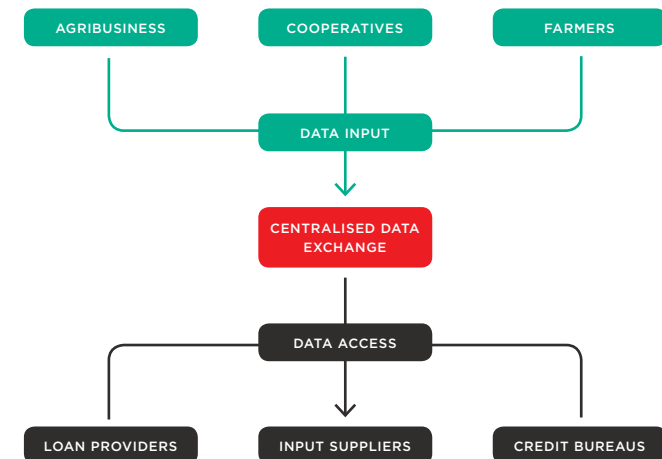 AGRIBUSINESS
COOPERATIVES
FARMERS
DATA INPUT
CENTRALISED DATA
EXCHANGE
DATA ACCESS
LOAN PROVIDERS
INPUT SUPPLIERS
CREDIT BUREAUS